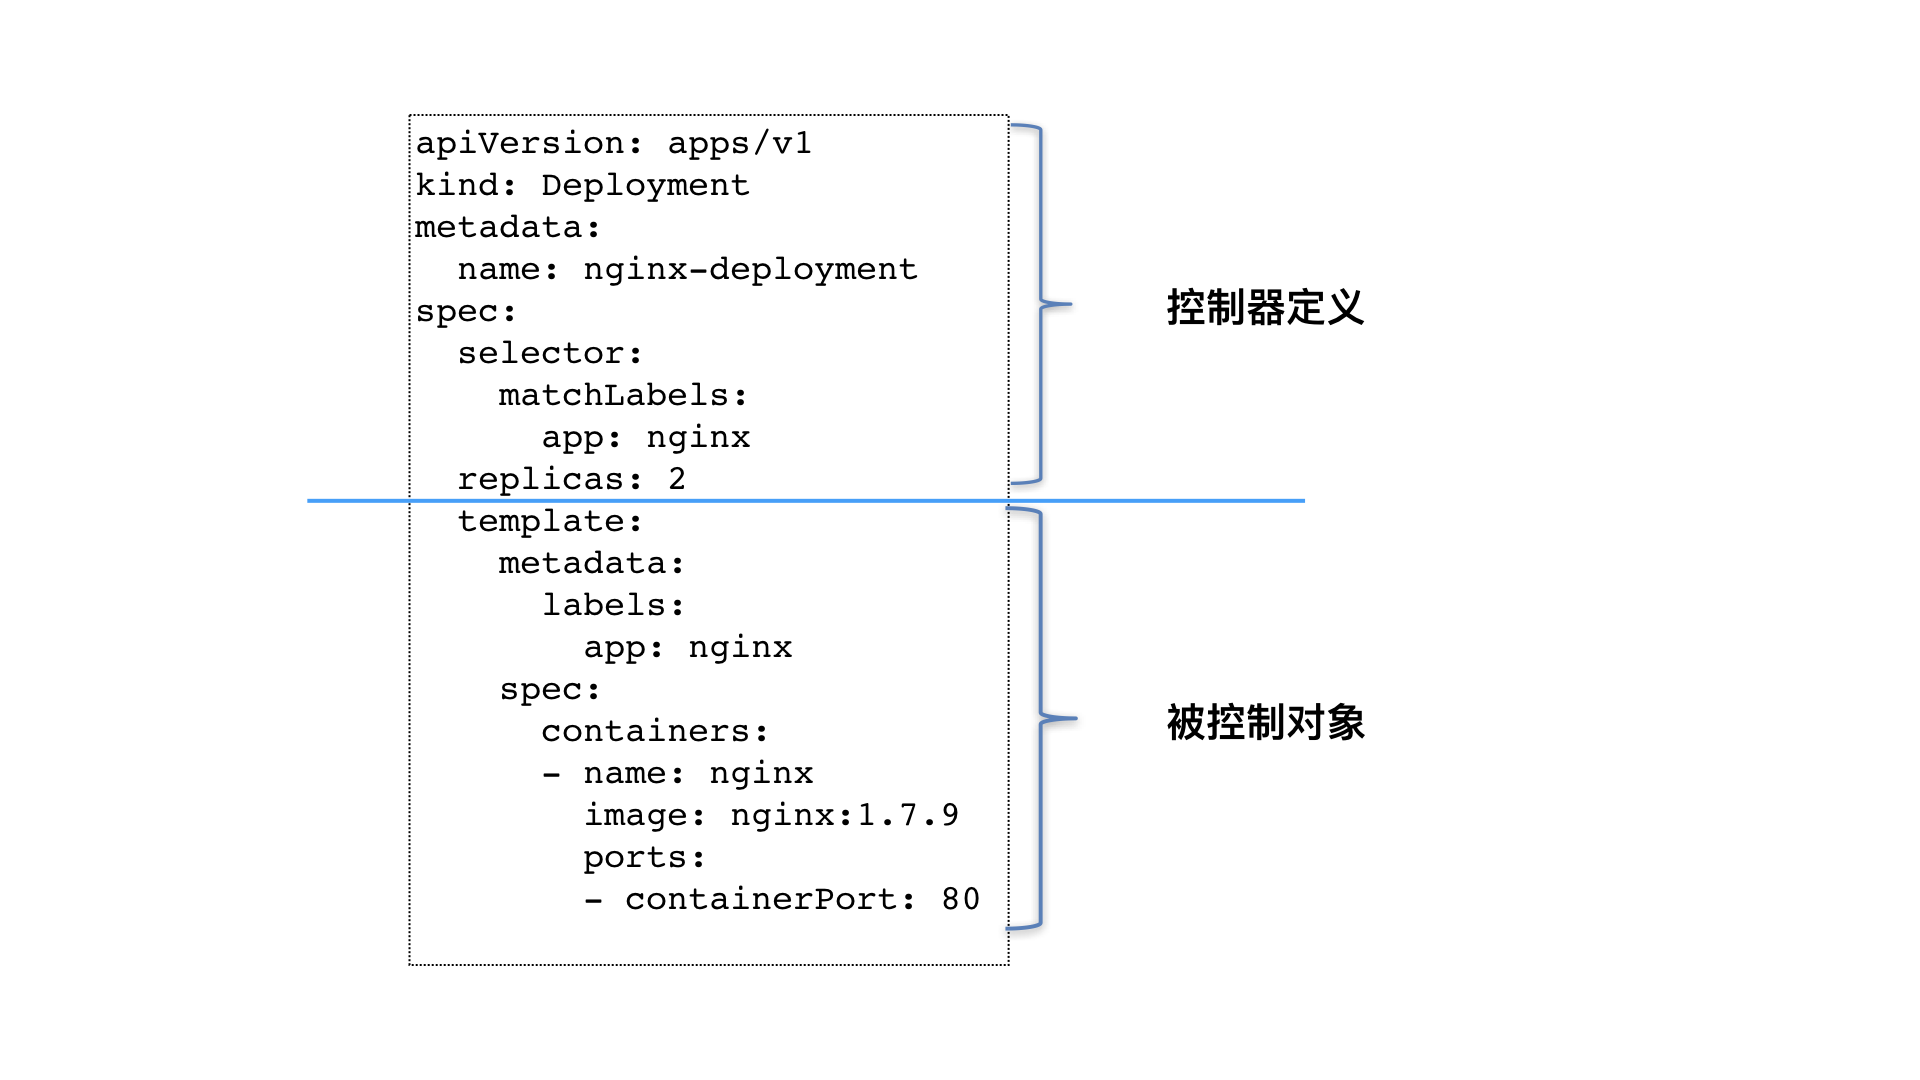 apiVersion: apps/v1
kind: Deployment
metadata:
  name: nginx-deployment
spec:
  selector:
    matchLabels:
      app: nginx
  replicas: 2
  template:
    metadata:
      labels:
        app: nginx
    spec:
      containers:
      - name: nginx
        image: nginx:1.7.9
        ports:
        - containerPort: 80
控制器定义
被控制对象